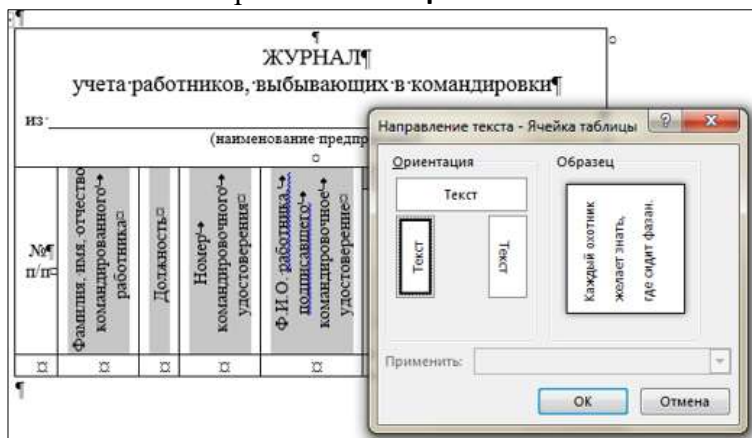 ЖУРНАЛ
учета работников, выбывающих в командировки
из
(наименование предпр
№
п/п
Фамилия, имя, отчество
командированного
работника
Должность
Номер
командировочного
удостоверения
Ф.И.О. работника,
подписавшего
командировочное
удостоверение
Направление текста - Ячейка таблицы
Ориентация
Текст
Текст
Текст
Образец
Каждый охотник
желает знать,
где сидит фазан.
Применить:
ОК
Отмена